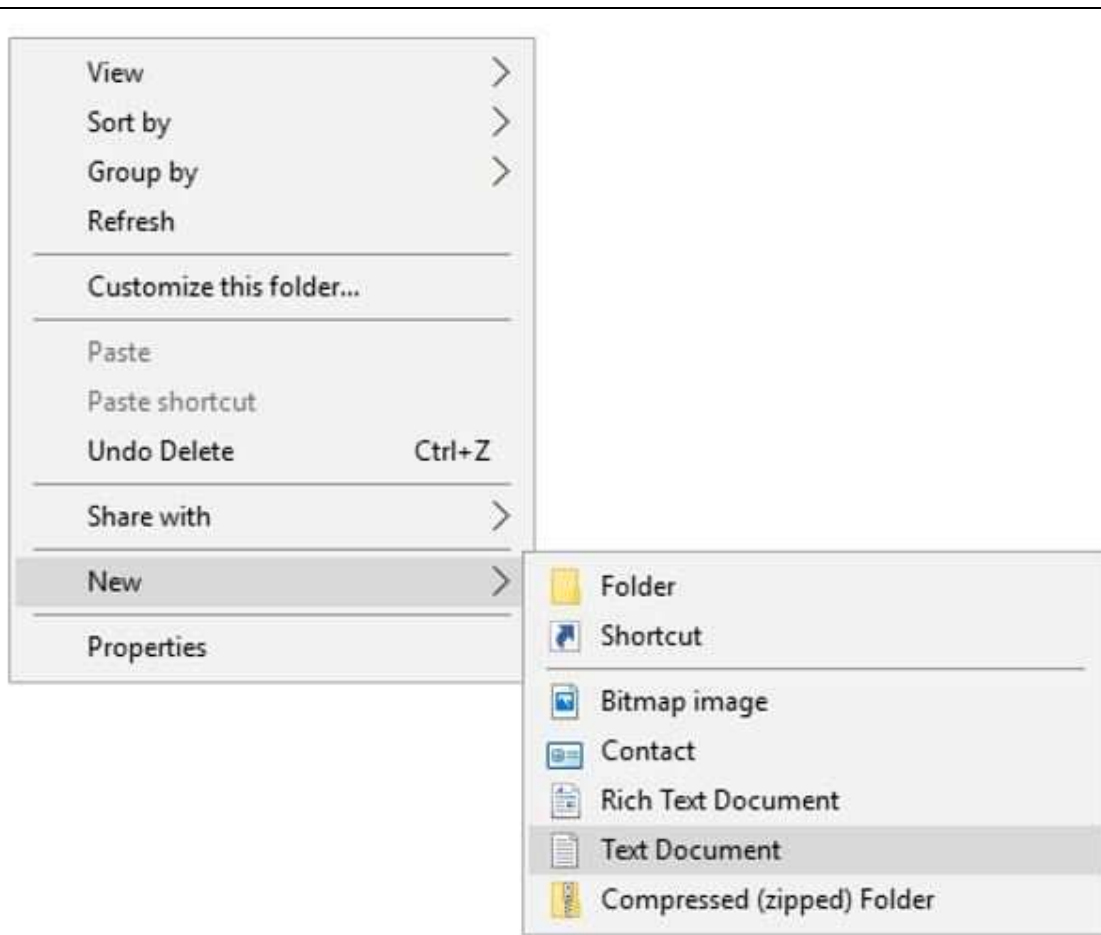 View
Sort by
Group by
Refresh
Customize this folder...
Paste
Paste shortcut
Undo Delete Ctrl+Z
Share with
New
Properties
Folder
Shortcut
Bitmap image
Contact
Rich Text Document
Text Document
Compressed (zipped) Folder